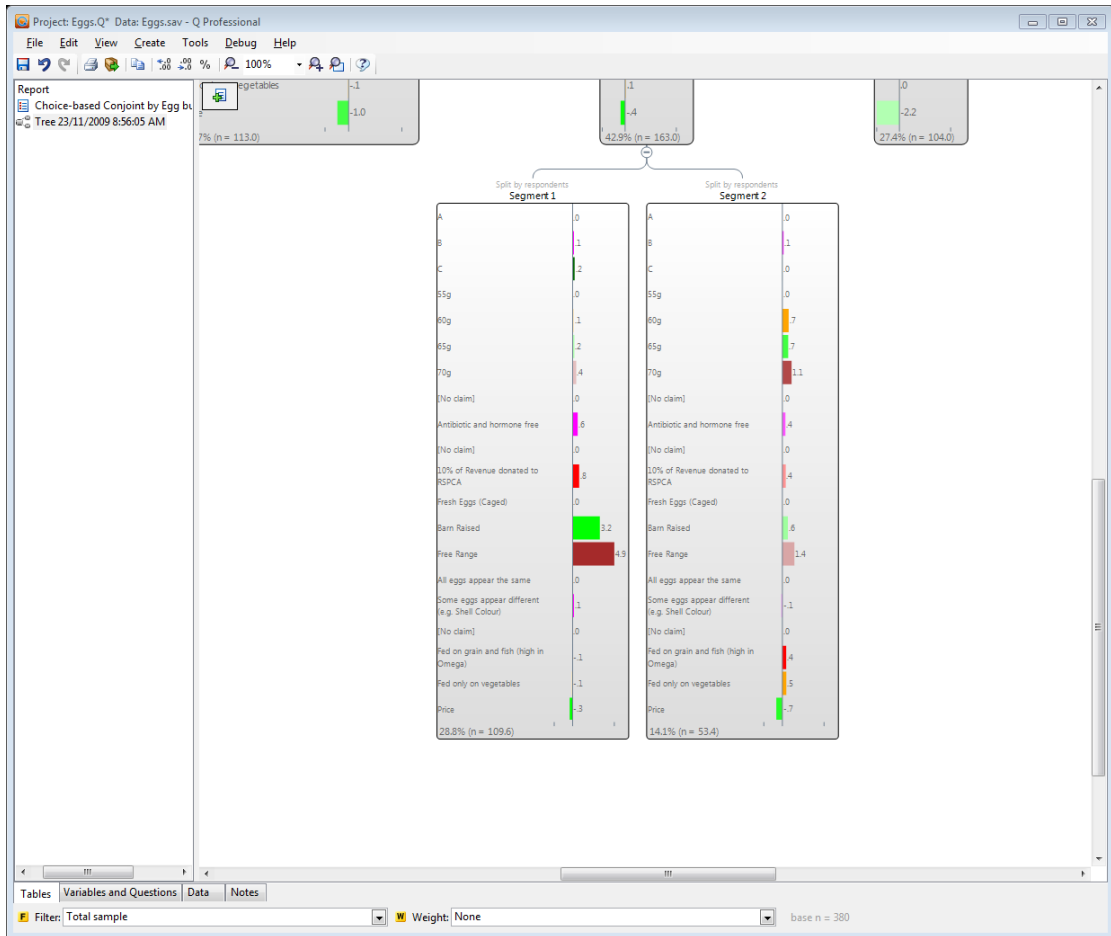 Project: Eggs.Q* Data: Eggs.sav - Q Professional
File Edit View Create Tools Debug Help
100%
Report
Choice-based Conjoint by Egg bu
Tree 23/11/2009 8:56:05 AM
vegetables -.1
-1.0
7% (n = 113.0)
.1
-.4
42.9% (n = 163.0)
.0
-2.2
27.4% (n = 104.0)
Split by respondents
Segment 1
A .0
B .1
C .2
55g .0
60g .1
65g .2
70g .4
[No claim] .0
Antibiotic and hormone free .6
[No claim] .0
10% of Revenue donated to
RSPCA .8
Fresh Eggs (Caged) .0
Barn Raised 3.2
Free Range 4.9
All eggs appear the same .0
Some eggs appear different
(e.g. Shell Colour) .1
[No claim] .0
Fed on grain and fish (high in
Omega) -.1
Fed only on vegetables -.1
Price -.3
28.8% (n = 109.6)
Split by respondents
Segment 2
A .0
B .1
C .0
55g .0
60g .7
65g .7
70g 1.1
[No claim] .0
Antibiotic and hormone free .4
[No claim] .0
10% of Revenue donated to
RSPCA .4
Fresh Eggs (Caged) .0
Barn Raised .6
Free Range 1.4
All eggs appear the same .0
Some eggs appear different
(e.g. Shell Colour) -.1
[No claim] .0
Fed on grain and fish (high in
Omega) .4
Fed only on vegetables .5
Price -.7
14.1% (n = 53.4)
Tables Variables and Questions Data Notes
F Filter: Total sample W Weight: None base n = 380